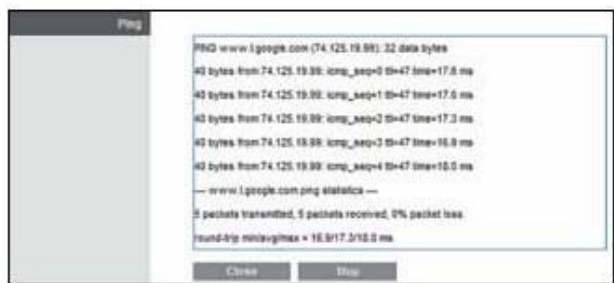 Ping
PING www.l.google.com (74.125.19.99): 32 data bytes
40 bytes from 74.125.19.99: icmp_seq=0 ttl=47 time=17.6 ms
40 bytes from 74.125.19.99: icmp_seq=1 ttl=47 time=17.0 ms
40 bytes from 74.125.19.99: icmp_seq=2 ttl=47 time=17.3 ms
40 bytes from 74.125.19.99: icmp_seq=3 ttl=47 time=16.9 ms
40 bytes from 74.125.19.99: icmp_seq=4 ttl=47 time=18.0 ms
--- www.l.google.com ping statistics ---
5 packets transmitted, 5 packets received, 0% packet loss
round-trip min/avg/max = 16.9/17.3/18.0 ms
Close
Stop